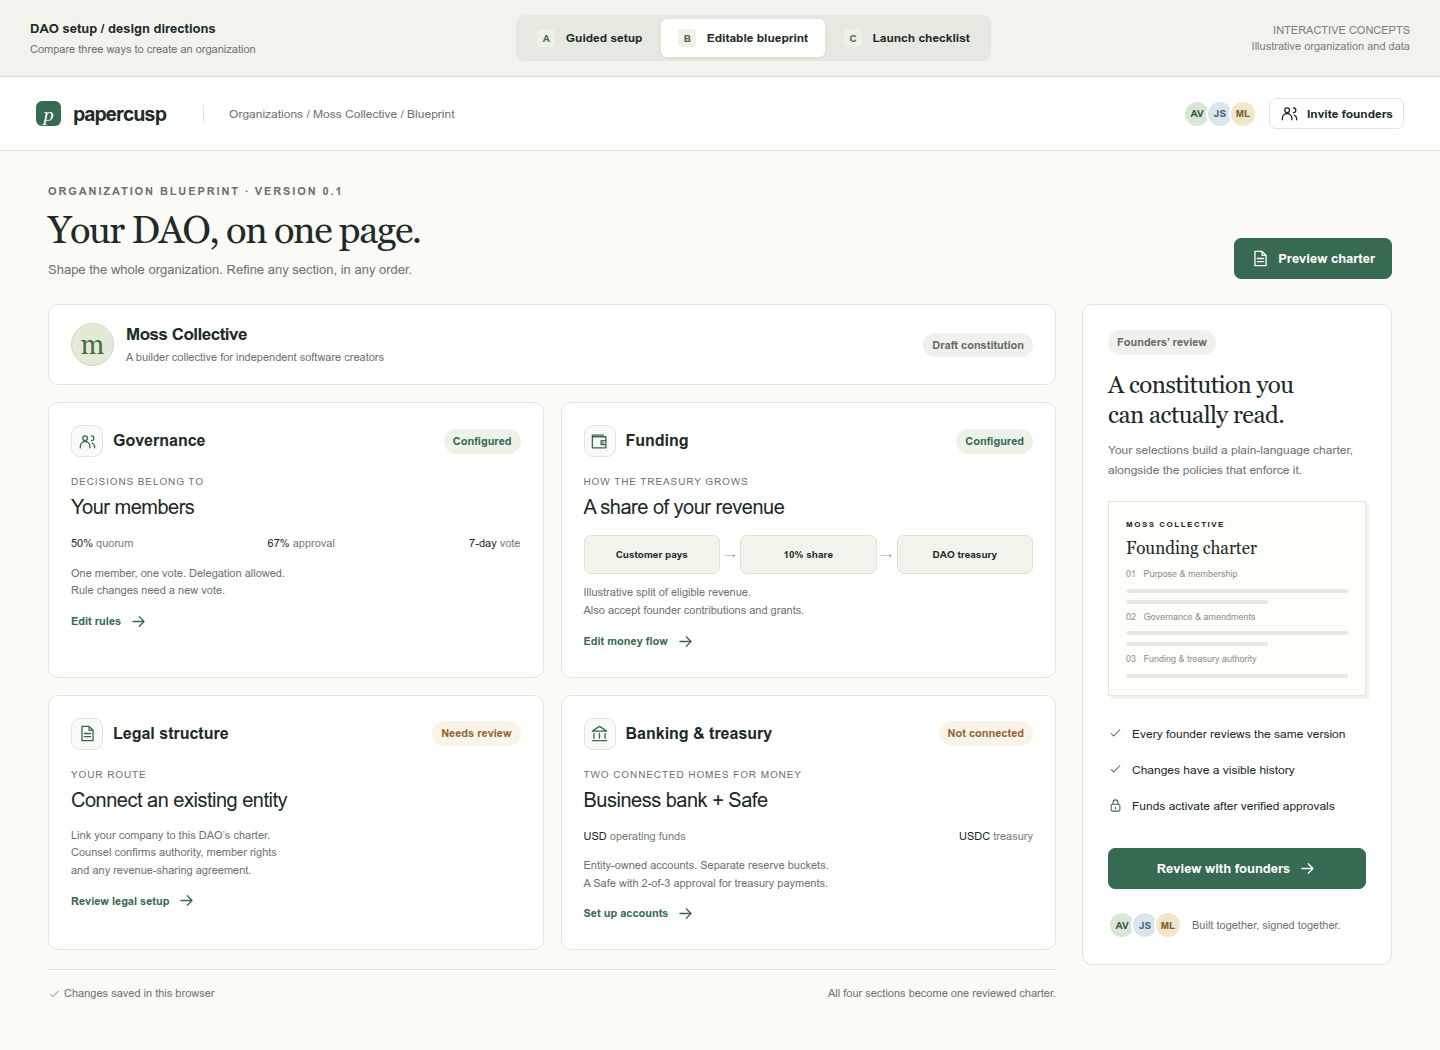 DAO setup / design directions
Compare three ways to create an organization
A Guided setup
B Editable blueprint
C Launch checklist
INTERACTIVE CONCEPTS
Illustrative organization and data
p papercusp
Organizations / Moss Collective / Blueprint
AV JS ML
Invite founders
ORGANIZATION BLUEPRINT · VERSION 0.1
Your DAO, on one page.
Shape the whole organization. Refine any section, in any order.
Preview charter
m
Moss Collective
A builder collective for independent software creators
Draft constitution
Governance
Configured
DECISIONS BELONG TO
Your members
50% quorum
67% approval
7-day vote
One member, one vote. Delegation allowed.
Rule changes need a new vote.
Edit rules →
Funding
Configured
HOW THE TREASURY GROWS
A share of your revenue
Customer pays → 10% share → DAO treasury
Illustrative split of eligible revenue.
Also accept founder contributions and grants.
Edit money flow →
Legal structure
Needs review
YOUR ROUTE
Connect an existing entity
Link your company to this DAO's charter.
Counsel confirms authority, member rights
and any revenue-sharing agreement.
Review legal setup →
Banking & treasury
Not connected
TWO CONNECTED HOMES FOR MONEY
Business bank + Safe
USD operating funds
USDC treasury
Entity-owned accounts. Separate reserve buckets.
A Safe with 2-of-3 approval for treasury payments.
Set up accounts →
Changes saved in this browser
All four sections become one reviewed charter.
Founders' review
A constitution you
can actually read.
Your selections build a plain-language charter,
alongside the policies that enforce it.
MOSS COLLECTIVE
Founding charter
01 Purpose & membership
02 Governance & amendments
03 Funding & treasury authority
Every founder reviews the same version
Changes have a visible history
Funds activate after verified approvals
Review with founders →
AV JS ML
Built together, signed together.